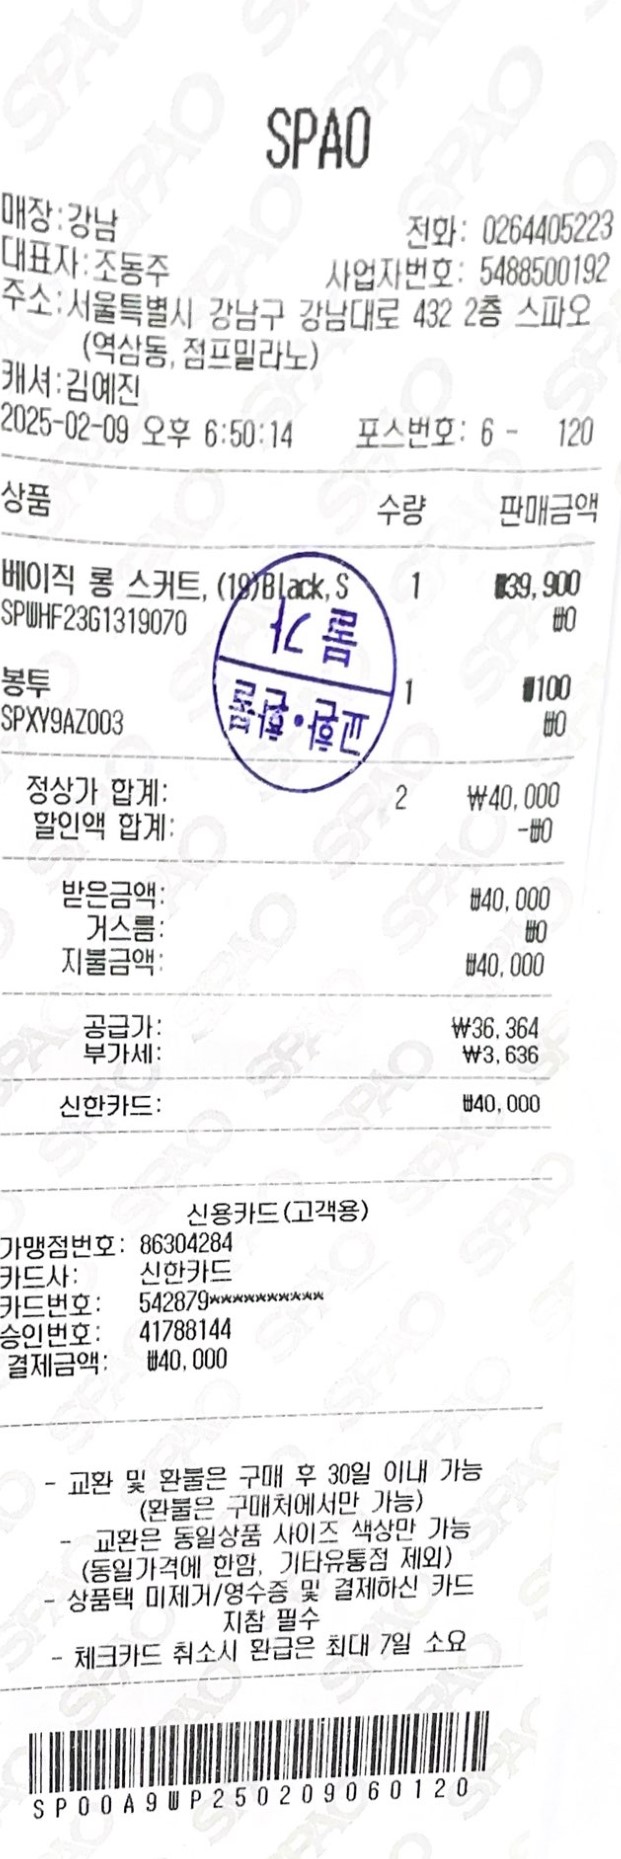 SPAO
매장:강남 전화: 0264405223
대표자:조동주 사업자번호: 5488500192
주소:서울특별시 강남구 강남대로 432 2층 스파오
(역삼동,점프밀라노)
캐셔:김예진
2025-02-09 오후 6:50:14 포스번호: 6 - 120
상품 수량 판매금액
베이직 롱 스커트, (19)Black,S 1 ₩39,900
SPWHF23G1319070 ₩0
봉투 1 ₩100
SPXY9AZ003 ₩0
교환·환불
불가
정상가 합계: 2 ₩40,000
할인액 합계: -₩0
받은금액: ₩40,000
거스름: ₩0
지불금액: ₩40,000
공급가: ₩36,364
부가세: ₩3,636
신한카드: ₩40,000
신용카드(고객용)
가맹점번호: 86304284
카드사: 신한카드
카드번호: 542879**********
승인번호: 41788144
결제금액: ₩40,000
- 교환 및 환불은 구매 후 30일 이내 가능
(환불은 구매처에서만 가능)
- 교환은 동일상품 사이즈 색상만 가능
(동일가격에 한함, 기타유통점 제외)
- 상품택 미제거/영수증 및 결제하신 카드
지참 필수
- 체크카드 취소시 환급은 최대 7일 소요
SP00A9WP250209060120